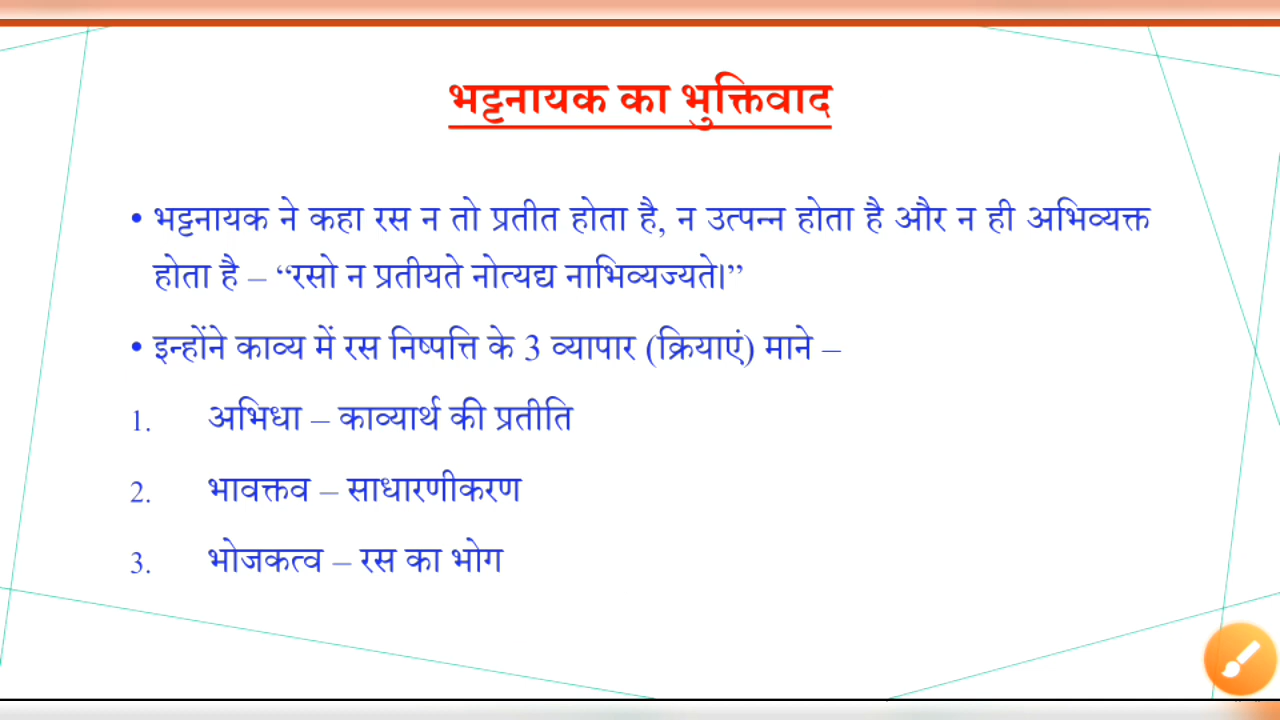 भट्टनायक का भुक्तिवाद
• भट्टनायक ने कहा रस न तो प्रतीत होता है, न उत्पन्न होता है और न ही अभिव्यक्त
होता है – “रसो न प्रतीयते नोत्यद्य नाभिव्यज्यते।”
• इन्होंने काव्य में रस निष्पत्ति के 3 व्यापार (क्रियाएं) माने –
1. अभिधा – काव्यार्थ की प्रतीति
2. भावक्तव – साधारणीकरण
3. भोजकत्व – रस का भोग